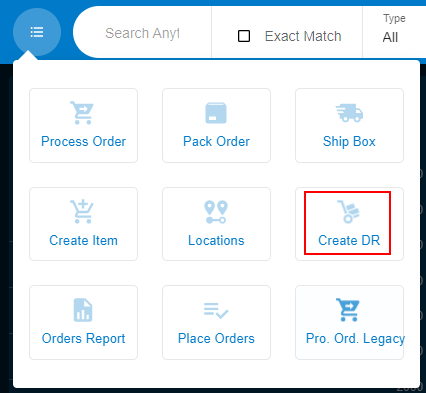 Type
Search Anyt
Exact Match
All
Process Order
Pack Order
Ship Box
Create Item
Locations
Create DR
Orders Report
Place Orders
Pro. Ord. Legacy